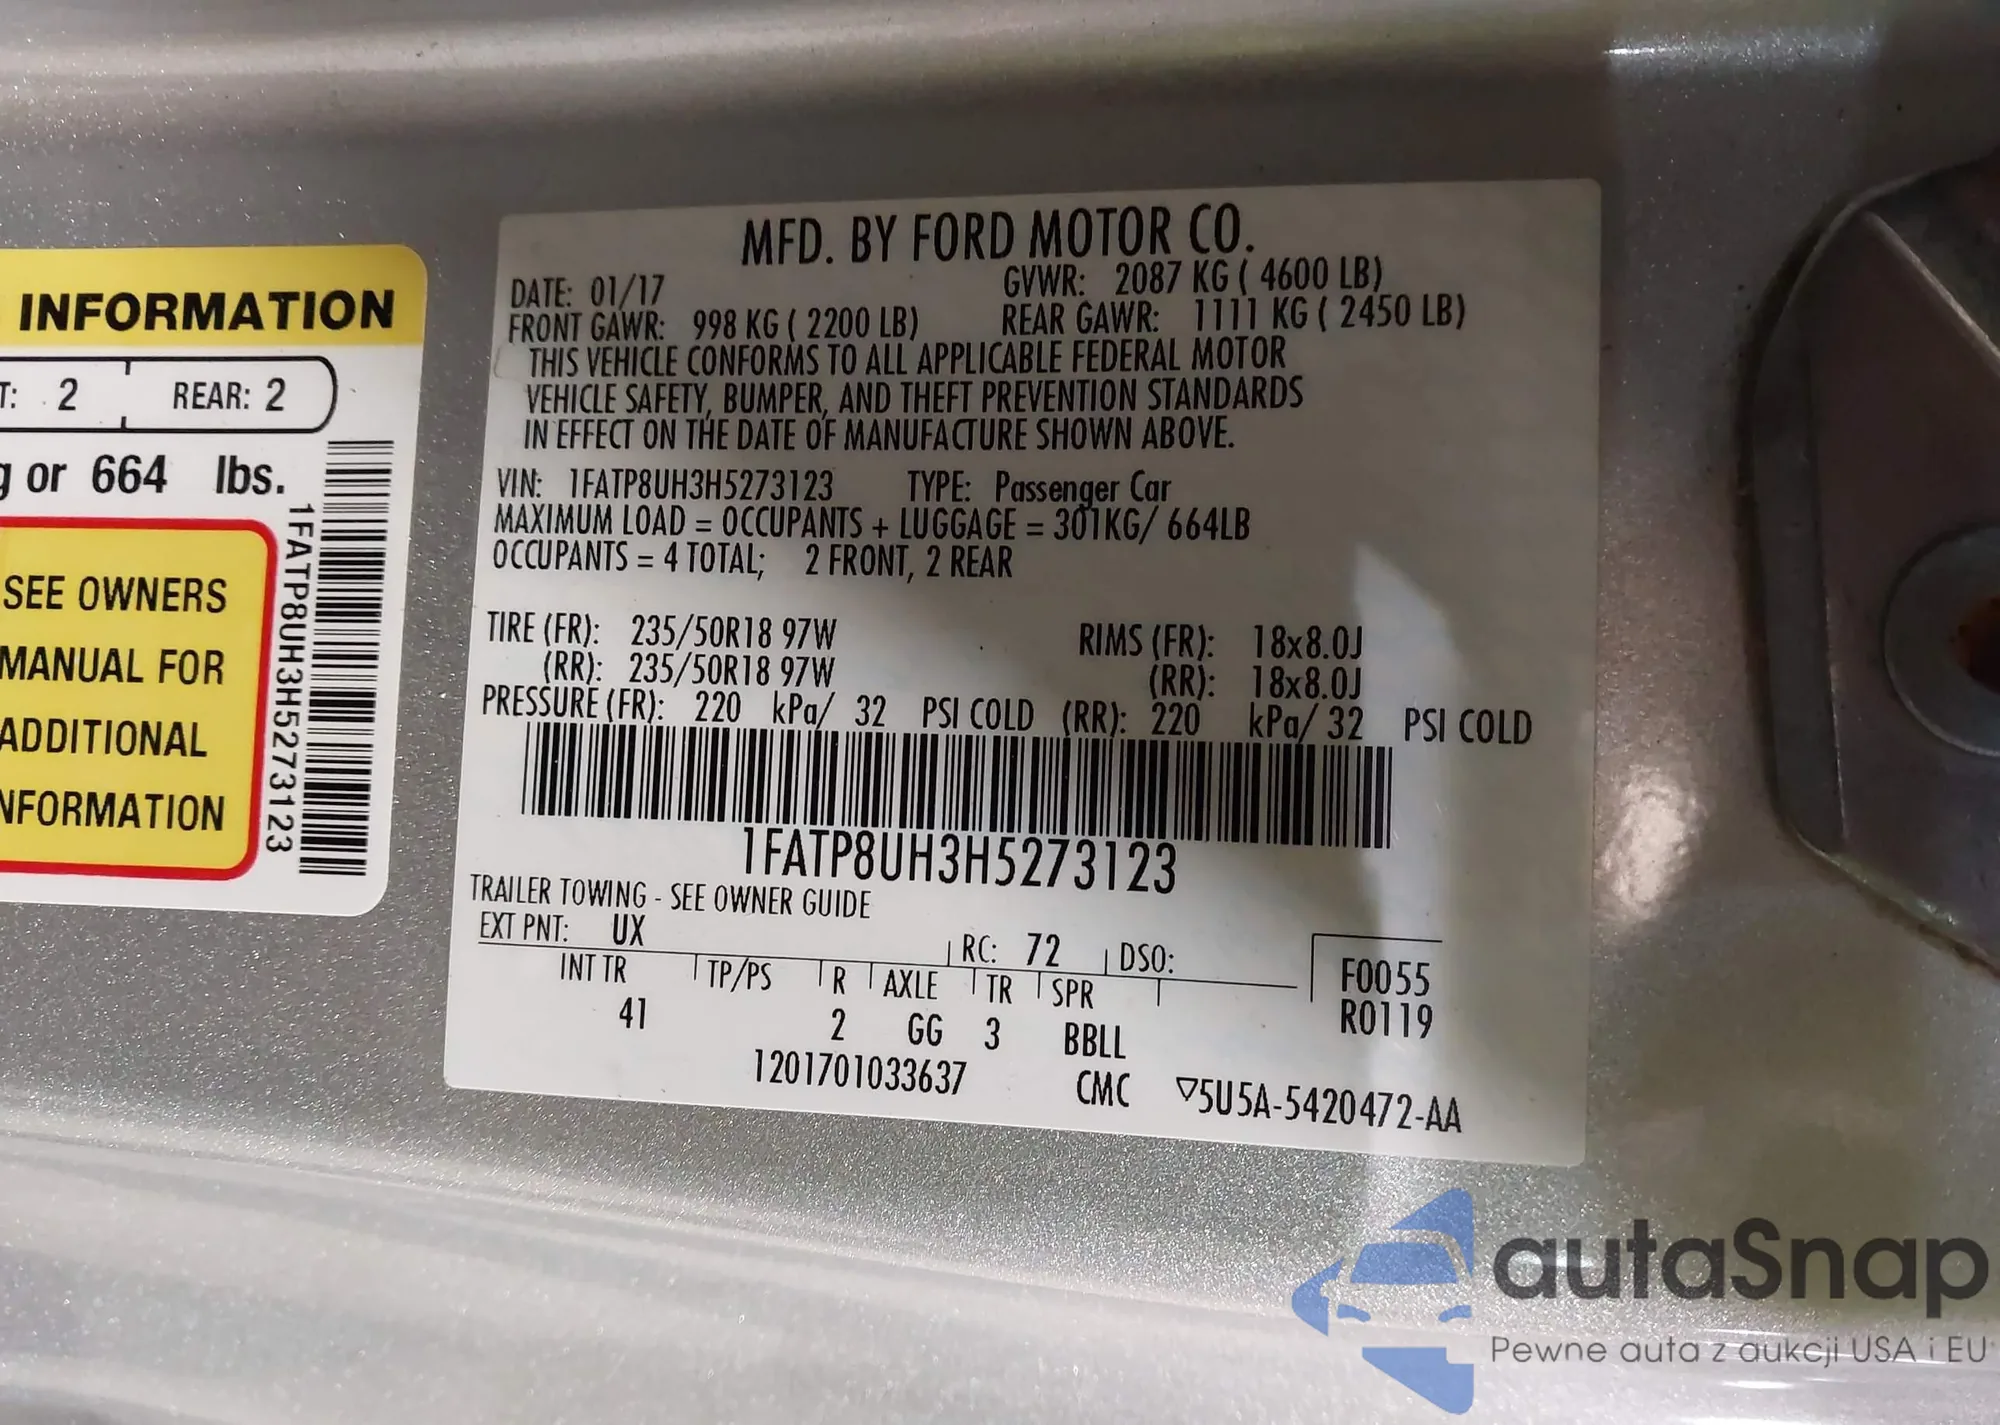 INFORMATION
T: 2 REAR: 2
g or 664 lbs.
SEE OWNERS
MANUAL FOR
ADDITIONAL
NFORMATION
1FATP8UH3H5273123
MFD. BY FORD MOTOR CO.
DATE: 01/17 GVWR: 2087 KG ( 4600 LB)
FRONT GAWR: 998 KG ( 2200 LB) REAR GAWR: 1111 KG ( 2450 LB)
THIS VEHICLE CONFORMS TO ALL APPLICABLE FEDERAL MOTOR
VEHICLE SAFETY, BUMPER, AND THEFT PREVENTION STANDARDS
IN EFFECT ON THE DATE OF MANUFACTURE SHOWN ABOVE.
VIN: 1FATP8UH3H5273123 TYPE: Passenger Car
MAXIMUM LOAD = OCCUPANTS + LUGGAGE = 301KG/ 664LB
OCCUPANTS = 4 TOTAL; 2 FRONT, 2 REAR
TIRE (FR): 235/50R18 97W RIMS (FR): 18x8.0J
(RR): 235/50R18 97W (RR): 18x8.0J
PRESSURE (FR): 220 kPa/ 32 PSI COLD (RR): 220 kPa/ 32 PSI COLD
1FATP8UH3H5273123
TRAILER TOWING - SEE OWNER GUIDE
EXT PNT: UX RC: 72 DSO:
INT TR TP/PS R AXLE TR SPR F0055
41 2 GG 3 BBLL R0119
1201701033637 CMC ▽5U5A-5420472-AA
autaSnap
Pewne auta z aukcji USA i EU